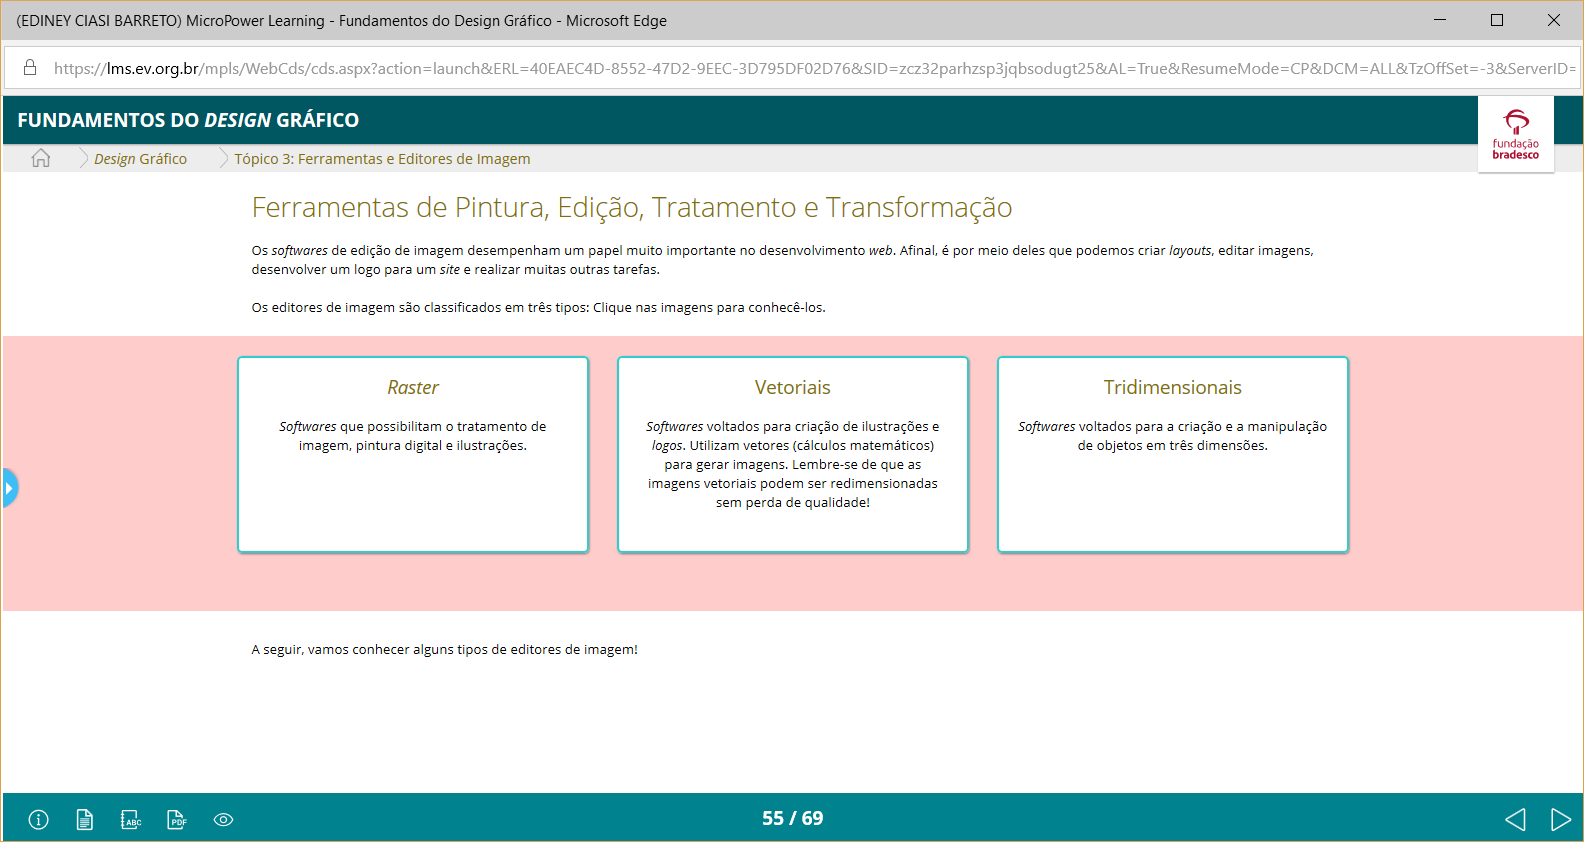 (EDINEY CIASI BARRETO) MicroPower Learning - Fundamentos do Design Gráfico - Microsoft Edge
https://lms.ev.org.br/mpls/WebCds/cds.aspx?action=launch&ERL=40EAEC4D-8552-47D2-9EEC-3D795DF02D76&SID=zcz32parhzsp3jqbsodugt25&AL=True&ResumeMode=CP&DCM=ALL&TzOffSet=-3&ServerID=
FUNDAMENTOS DO DESIGN GRÁFICO
fundação
bradesco
Design Gráfico
Tópico 3: Ferramentas e Editores de Imagem
Ferramentas de Pintura, Edição, Tratamento e Transformação
Os softwares de edição de imagem desempenham um papel muito importante no desenvolvimento web. Afinal, é por meio deles que podemos criar layouts, editar imagens,
desenvolver um logo para um site e realizar muitas outras tarefas.
Os editores de imagem são classificados em três tipos: Clique nas imagens para conhecê-los.
Raster
Softwares que possibilitam o tratamento de
imagem, pintura digital e ilustrações.
Vetoriais
Softwares voltados para criação de ilustrações e
logos. Utilizam vetores (cálculos matemáticos)
para gerar imagens. Lembre-se de que as
imagens vetoriais podem ser redimensionadas
sem perda de qualidade!
Tridimensionais
Softwares voltados para a criação e a manipulação
de objetos em três dimensões.
A seguir, vamos conhecer alguns tipos de editores de imagem!
ABC
PDF
55 / 69